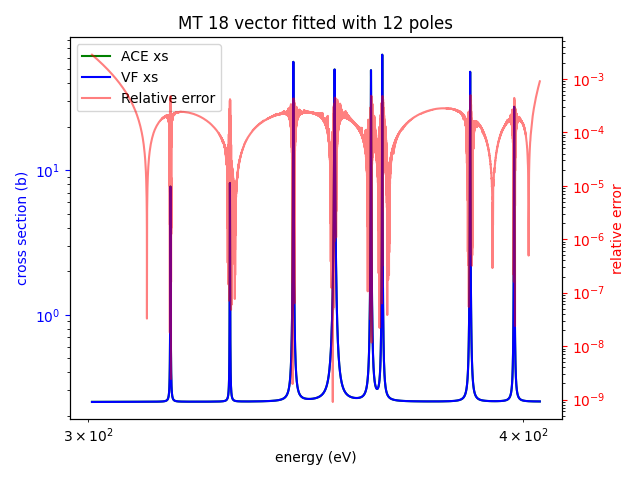 MT 18 vector fitted with 12 poles
ACE xs
VF xs
Relative error
cross section (b)
10¹
10⁰
10⁻³
10⁻⁴
10⁻⁵
10⁻⁶
10⁻⁷
10⁻⁸
10⁻⁹
relative error
3 × 10²
4 × 10²
energy (eV)